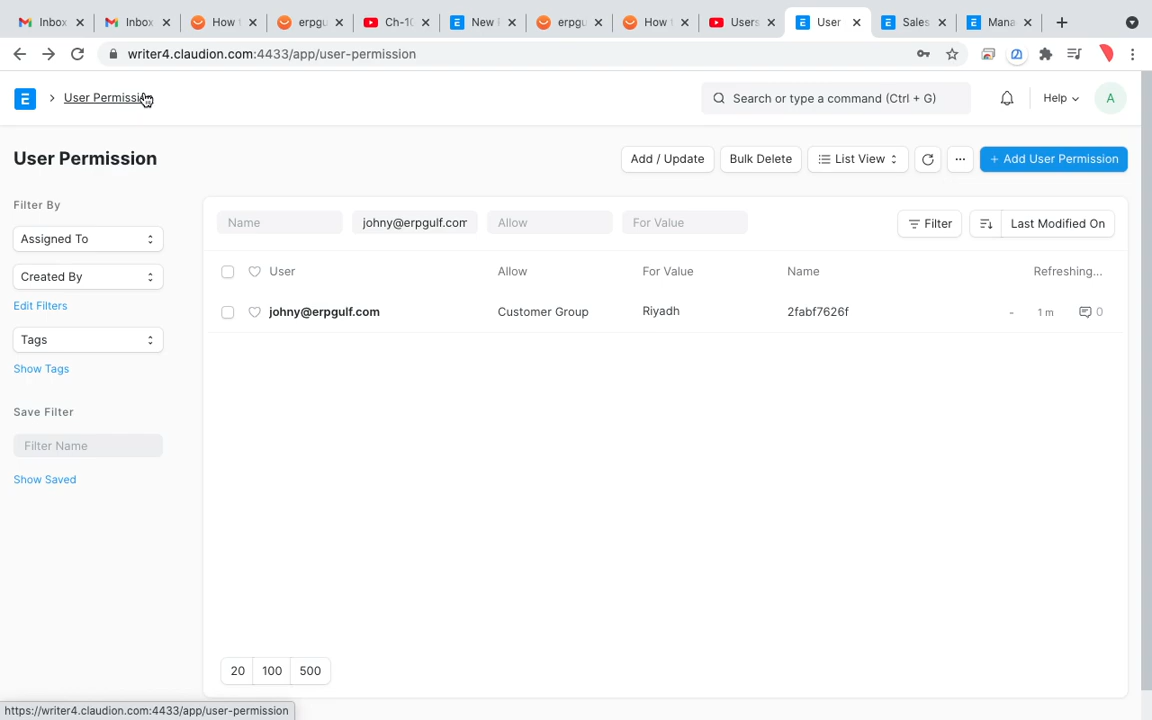 Inbox
Inbox
How t
erpgu
Ch-10
New
erpgu
How t
Users
User
Sales
Mana
writer4.claudion.com:4433/app/user-permission
E
User Permission
Search or type a command (Ctrl + G)
Help
A
User Permission
Add / Update
Bulk Delete
List View
...
+ Add User Permission
Filter By
Assigned To
Created By
Edit Filters
Tags
Show Tags
Save Filter
Filter Name
Show Saved
Name
johny@erpgulf.com
Allow
For Value
Filter
Last Modified On
User
Allow
For Value
Name
Refreshing...
johny@erpgulf.com
Customer Group
Riyadh
2fabf7626f
-
1 m
0
20
100
500
https://writer4.claudion.com:4433/app/user-permission